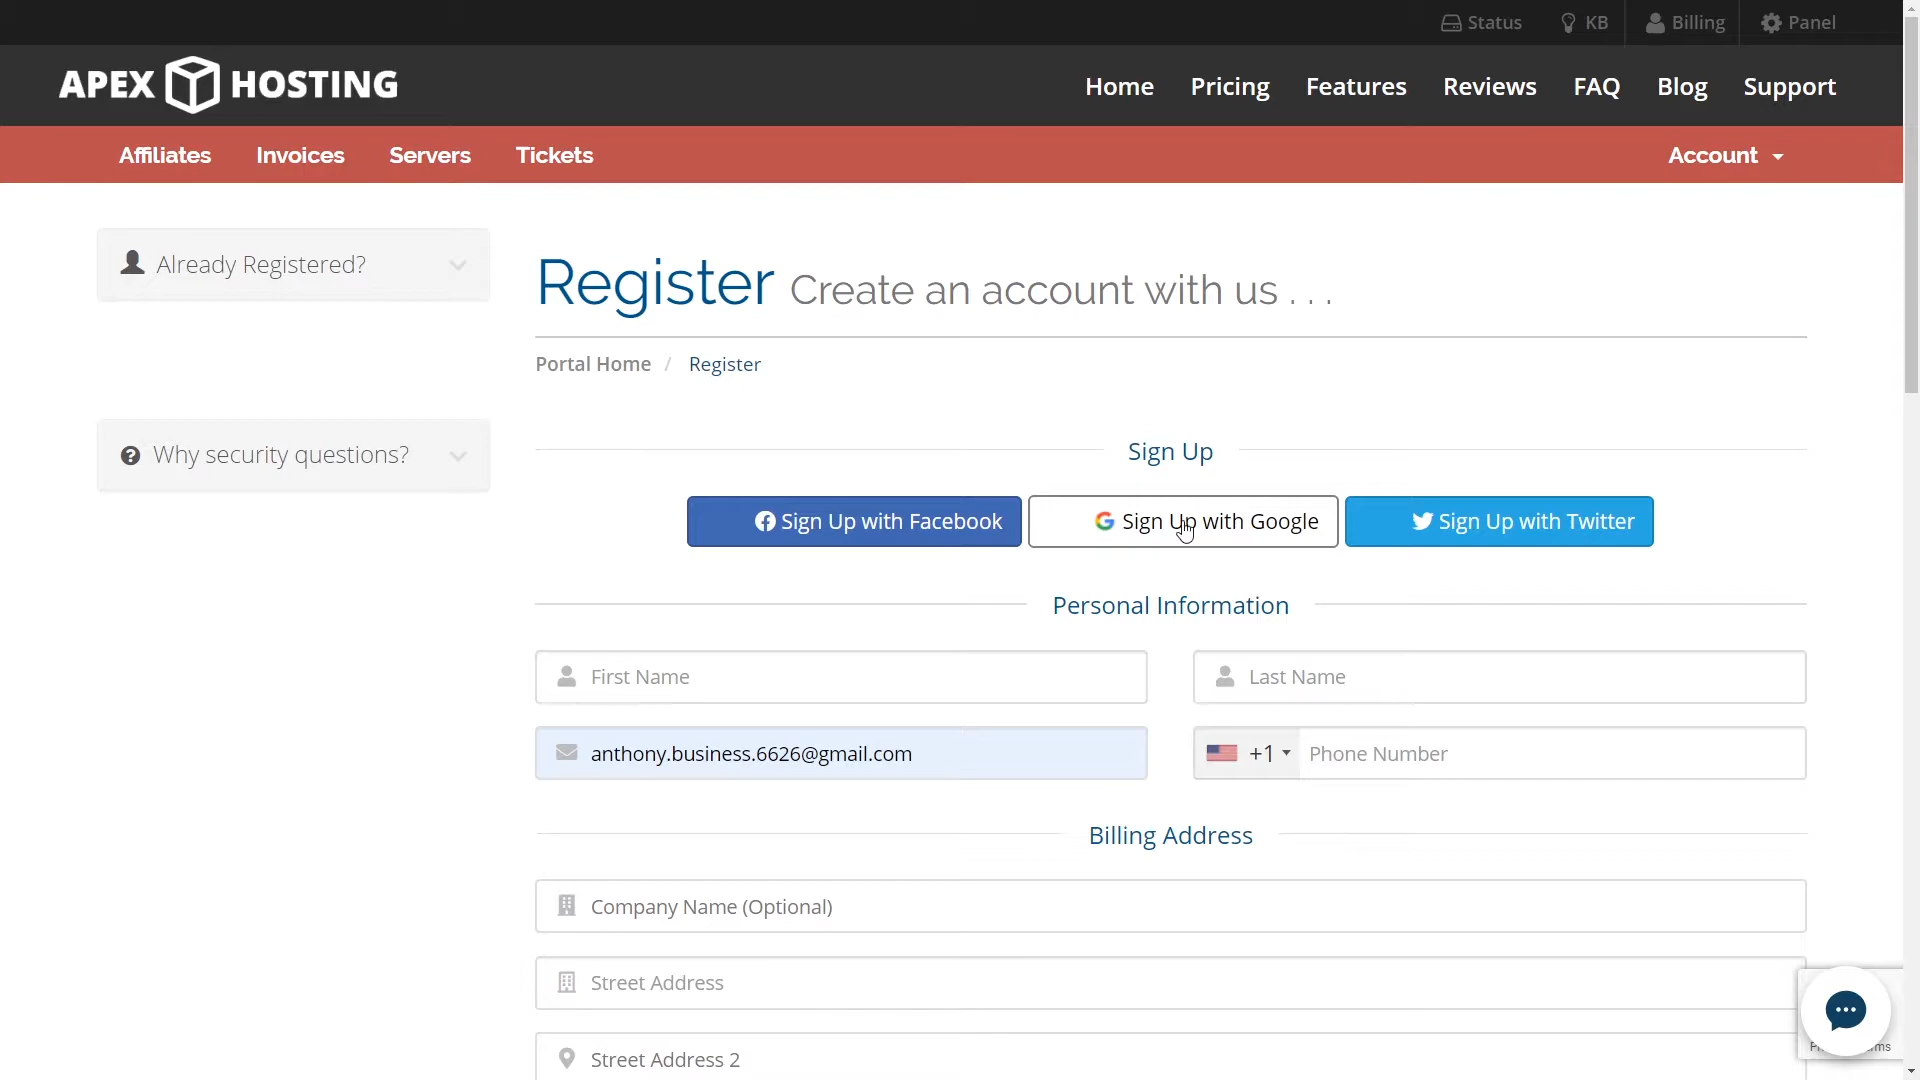 Status KB Billing Panel
APEX HOSTING
Home Pricing Features Reviews FAQ Blog Support
Affiliates Invoices Servers Tickets Account
Already Registered?
Why security questions?
Register Create an account with us . . .
Portal Home / Register
Sign Up
Sign Up with Facebook Sign Up with Google Sign Up with Twitter
Personal Information
First Name Last Name
anthony.business.6626@gmail.com +1 Phone Number
Billing Address
Company Name (Optional)
Street Address
Street Address 2